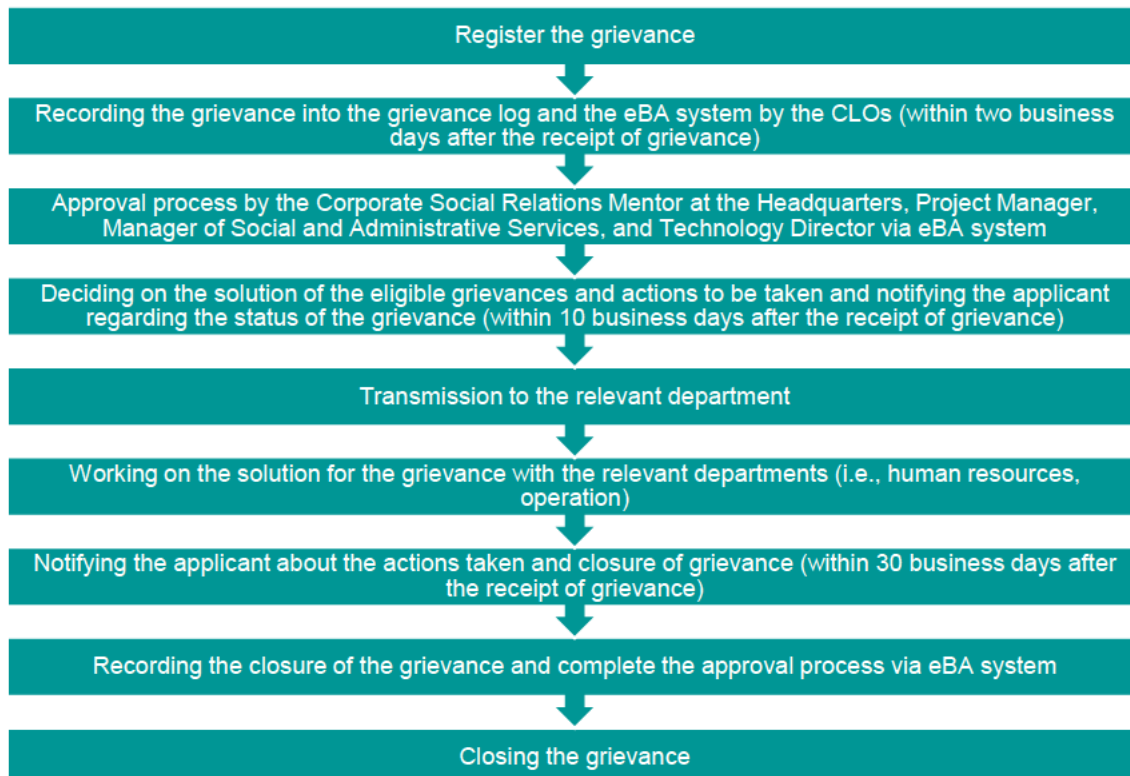 Register the grievance
Recording the grievance into the grievance log and the eBA system by the CLOs (within two business
days after the receipt of grievance)
Approval process by the Corporate Social Relations Mentor at the Headquarters, Project Manager,
Manager of Social and Administrative Services, and Technology Director via eBA system
Deciding on the solution of the eligible grievances and actions to be taken and notifying the applicant
regarding the status of the grievance (within 10 business days after the receipt of grievance)
Transmission to the relevant department
Working on the solution for the grievance with the relevant departments (i.e., human resources,
operation)
Notifying the applicant about the actions taken and closure of grievance (within 30 business days after
the receipt of grievance)
Recording the closure of the grievance and complete the approval process via eBA system
Closing the grievance